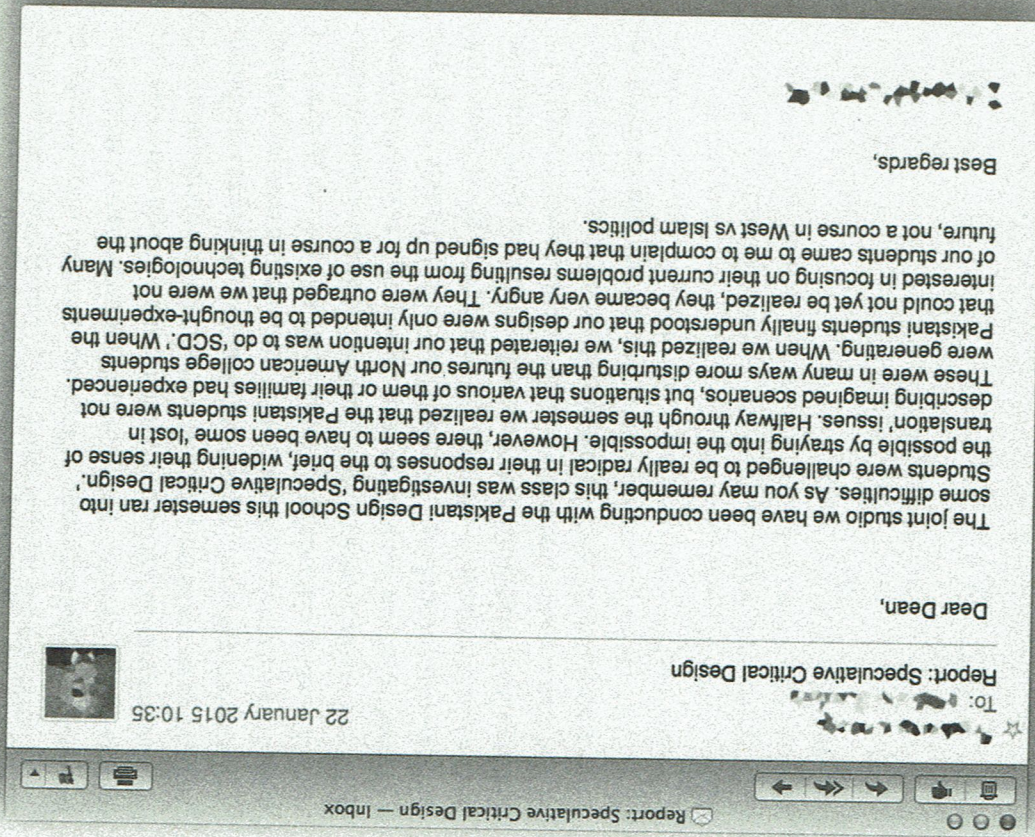 Report: Speculative Critical Design — Inbox
22 January 2015 10:35
To:
Report: Speculative Critical Design
Dear Dean,
The joint studio we have been conducting with the Pakistani Design School this semester ran into
some difficulties. As you may remember, this class was investigating 'Speculative Critical Design.'
Students were challenged to be really radical in their responses to the brief, widening their sense of
the possible by straying into the impossible. However, there seem to have been some 'lost in
translation' issues. Halfway through the semester we realized that the Pakistani students were not
describing imagined scenarios, but situations that various of them or their families had experienced.
These were in many ways more disturbing than the futures our North American college students
were generating. When we realized this, we reiterated that our intention was to do 'SCD'. When the
Pakistani students finally understood that our designs were only intended to be thought-experiments
that could not yet be realized, they became very angry. They were outraged that we were not
interested in focusing on their current problems resulting from the use of existing technologies. Many
of our students came to me to complain that they had signed up for a course in thinking about the
future, not a course in West vs Islam politics.
Best regards,